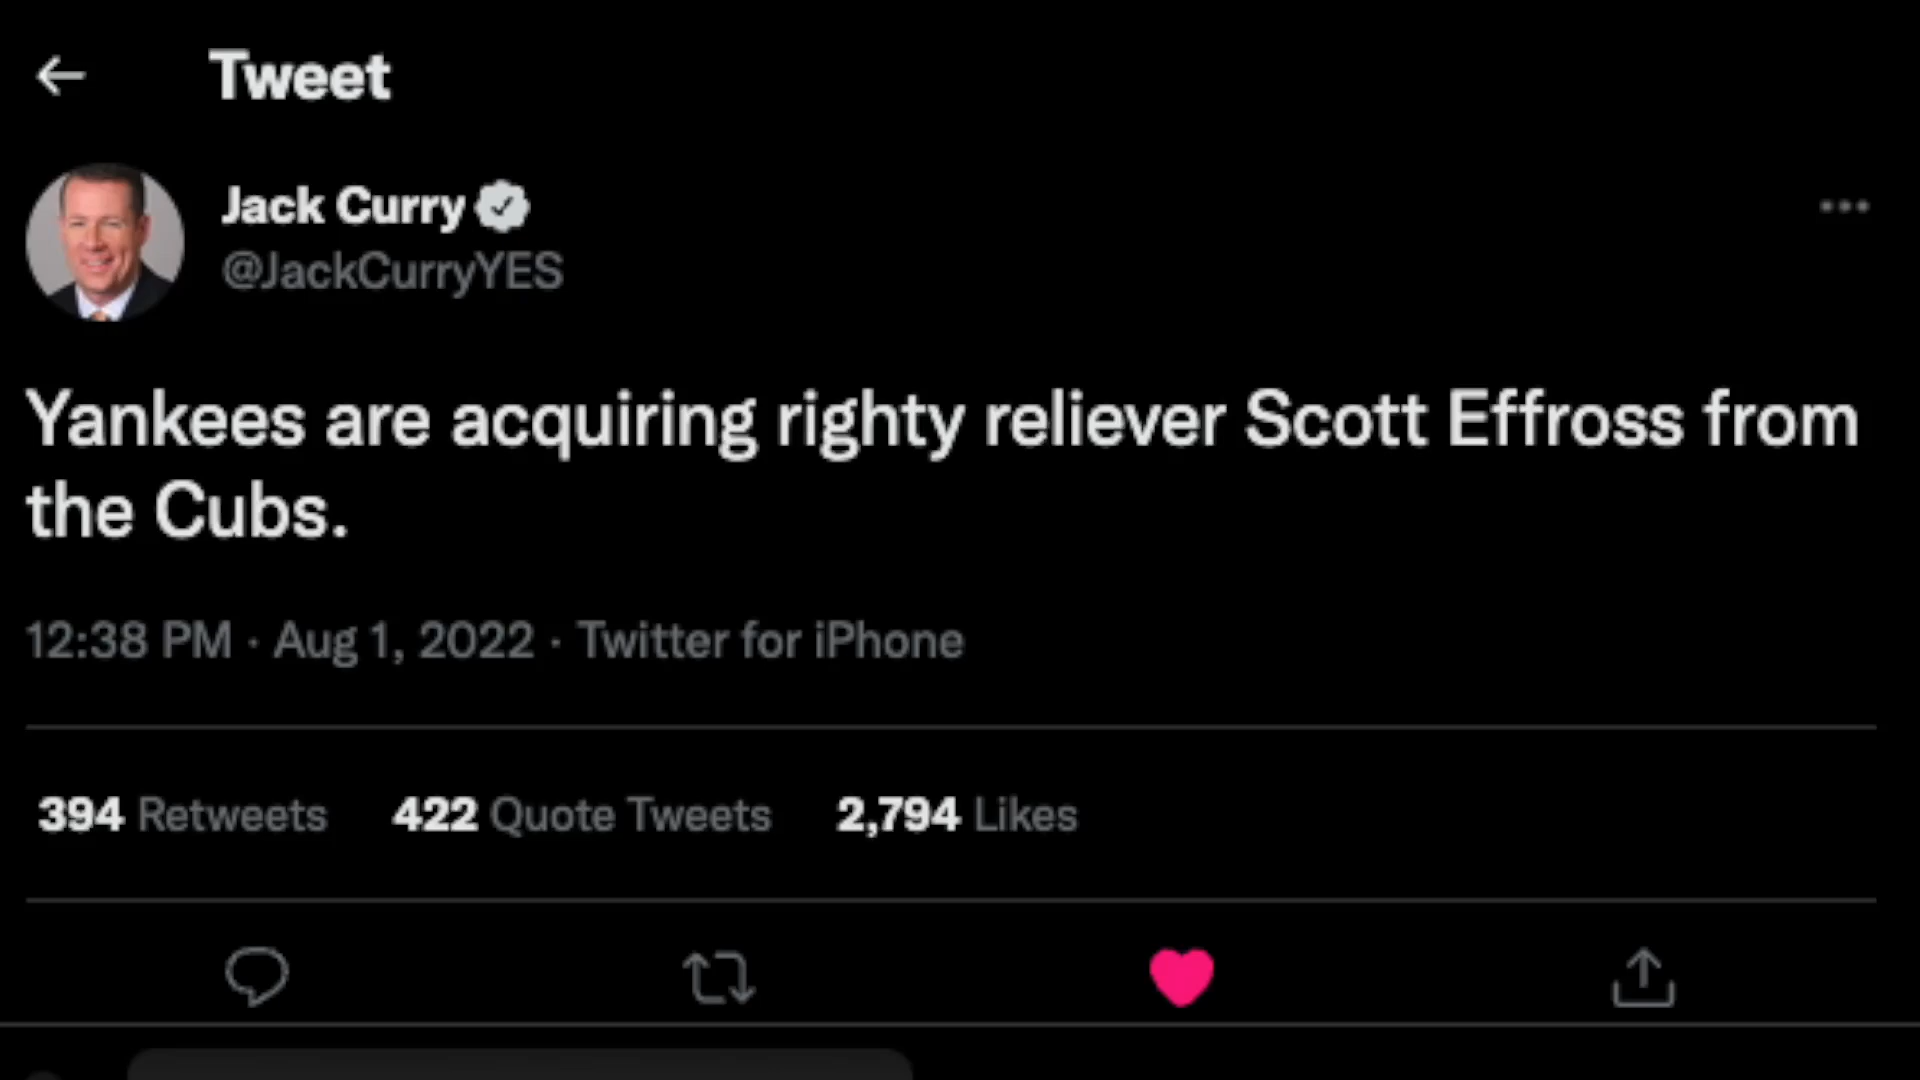 Tweet
Jack Curry
@JackCurryYES
Yankees are acquiring righty reliever Scott Effross from
the Cubs.
12:38 PM · Aug 1, 2022 · Twitter for iPhone
394 Retweets 422 Quote Tweets 2,794 Likes